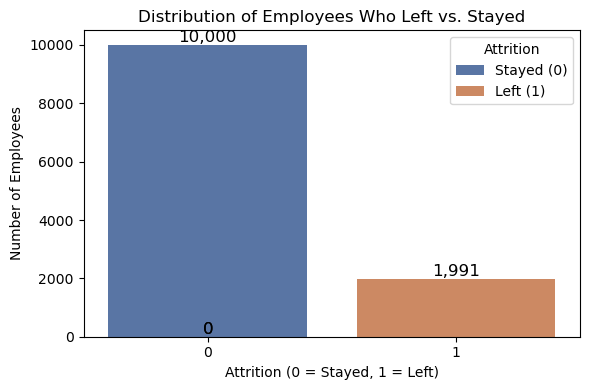 Distribution of Employees Who Left vs. Stayed
10,000
Attrition
Stayed (0)
Left (1)
10000
8000
6000
4000
2000
0
Number of Employees
1,991
0
0
1
Attrition (0 = Stayed, 1 = Left)